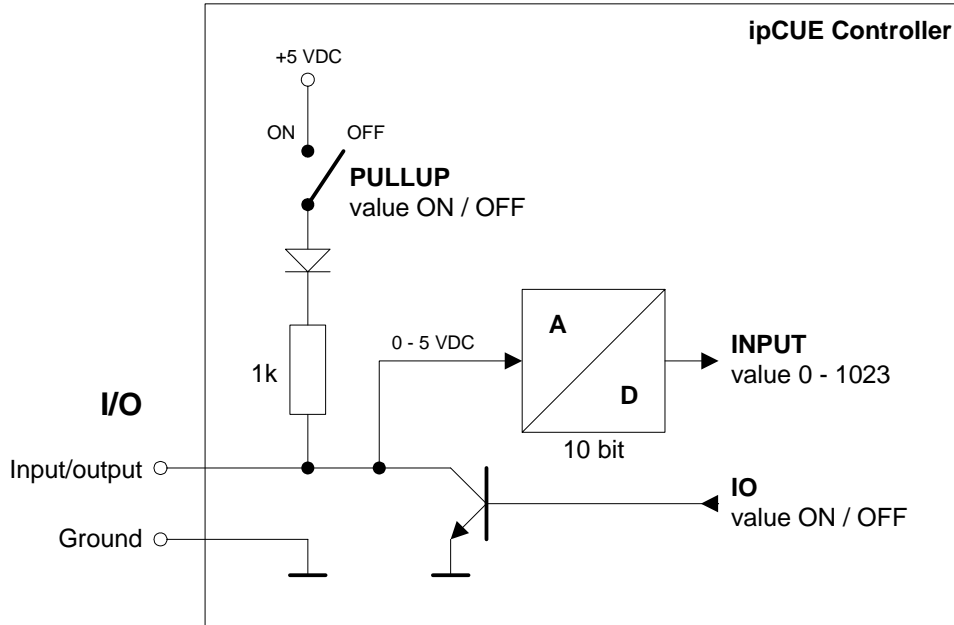 ipCUE Controller
+5 VDC
ON
OFF
PULLUP
value ON / OFF
0 - 5 VDC
A
D
10 bit
INPUT
value 0 - 1023
1k
I/O
Input/output
Ground
IO
value ON / OFF